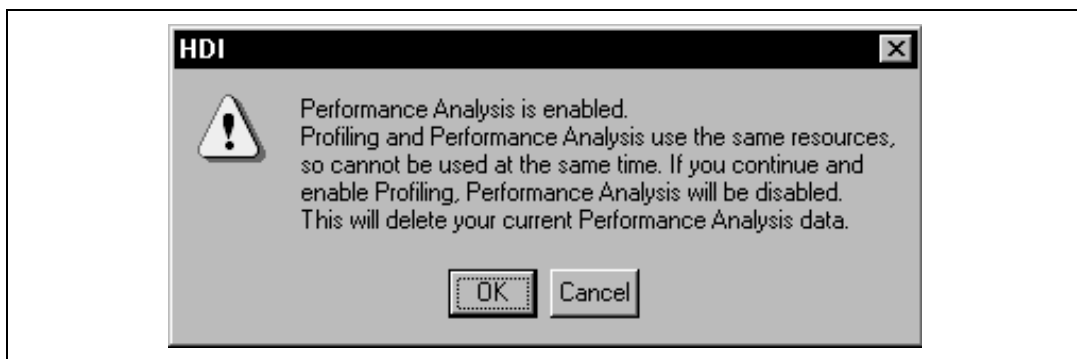 HDI
Performance Analysis is enabled.
Profiling and Performance Analysis use the same resources,
so cannot be used at the same time. If you continue and
enable Profiling, Performance Analysis will be disabled.
This will delete your current Performance Analysis data.
OK
Cancel